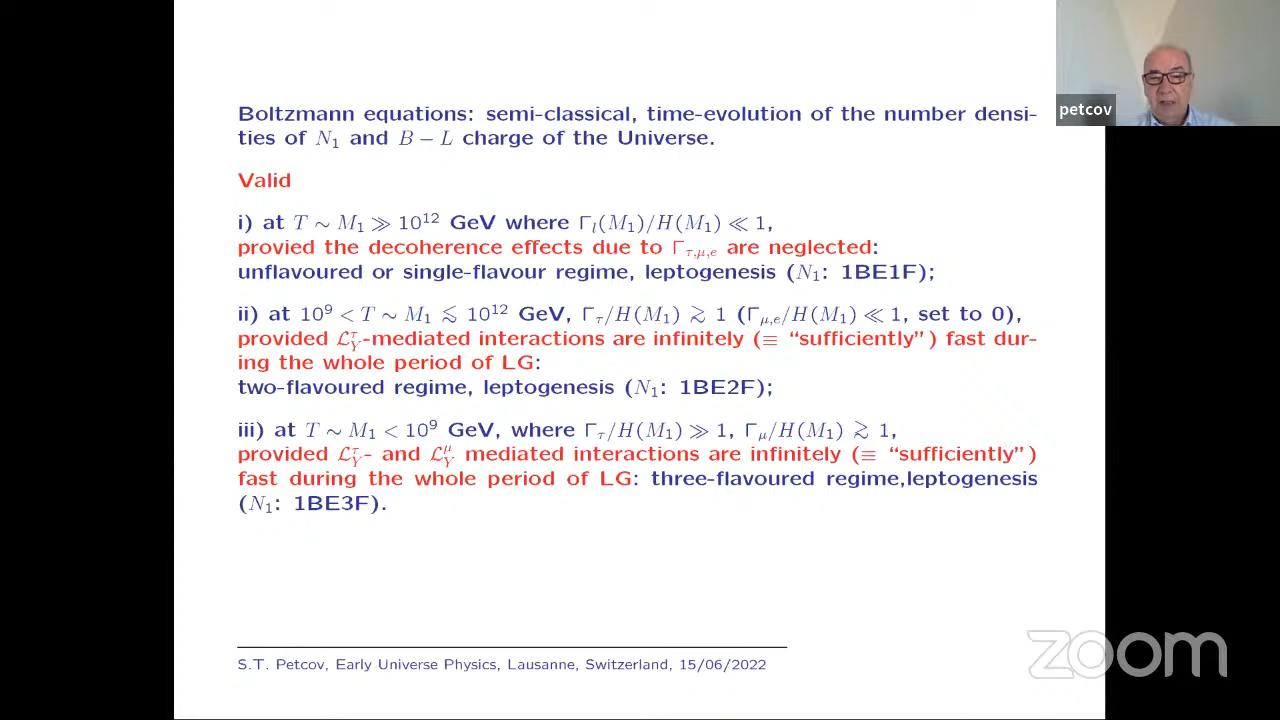 petcov
Boltzmann equations: semi-classical, time-evolution of the number densi-
ties of N₁ and B − L charge of the Universe.
Valid
i) at T ∼ M₁ ≫ 10¹² GeV where Γₗ(M₁)/H(M₁) ≪ 1,
provied the decoherence effects due to Γ_{τ,μ,e} are neglected:
unflavoured or single-flavour regime, leptogenesis (N₁: 1BE1F);
ii) at 10⁹ < T ∼ M₁ ≲ 10¹² GeV, Γ_τ/H(M₁) ≳ 1 (Γ_{μ,e}/H(M₁) ≪ 1, set to 0),
provided ℒ_Y^τ-mediated interactions are infinitely (≡ “sufficiently”) fast dur-
ing the whole period of LG:
two-flavoured regime, leptogenesis (N₁: 1BE2F);
iii) at T ∼ M₁ < 10⁹ GeV, where Γ_τ/H(M₁) ≫ 1, Γ_μ/H(M₁) ≳ 1,
provided ℒ_Y^τ- and ℒ_Y^μ mediated interactions are infinitely (≡ “sufficiently”)
fast during the whole period of LG: three-flavoured regime,leptogenesis
(N₁: 1BE3F).
S.T. Petcov, Early Universe Physics, Lausanne, Switzerland, 15/06/2022
zoom